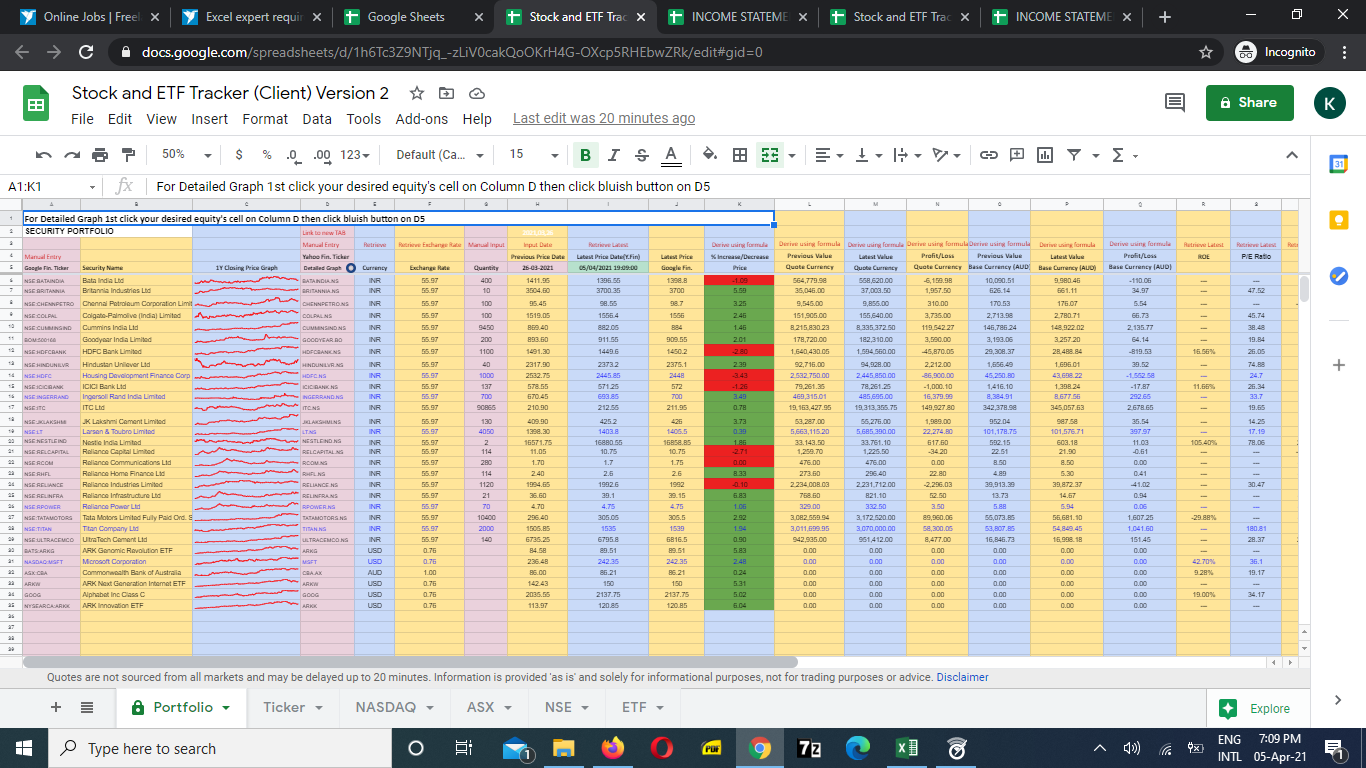 Online Jobs | Freel
Excel expert requir
Google Sheets
Stock and ETF Trac
INCOME STATEME
Stock and ETF Trac
INCOME STATEME
docs.google.com/spreadsheets/d/1h6Tc3Z9NTjq_-zLiV0cakQoOKrH4G-OXcp5RHEbwZRk/edit#gid=0
Incognito
Stock and ETF Tracker (Client) Version 2
File Edit View Insert Format Data Tools Add-ons Help Last edit was 20 minutes ago
Share
K
50% $ % .0 .00 123 Default (Ca... 15 B I S A
A1:K1 fx For Detailed Graph 1st click your desired equity's cell on Column D then click bluish button on D5
For Detailed Graph 1st click your desired equity's cell on Column D then click bluish button on D5
SECURITY PORTFOLIO Link to new TAB
Manual Entry Retrieve Retrieve Exchange Rate Manual Input Input Date Retrieve Latest Derive using formula Derive using formula Derive using formula Derive using formula Derive using formula Derive using formula Derive using formula Retrieve Latest Retrieve Latest
Manual Entry Yahoo Fin. Ticker Previous Price Date Latest Price Date(Y.Fin) Latest Price % Increase/Decrease Previous Value Latest Value Profit/Loss Previous Value Latest Value Profit/Loss ROE P/E Ratio
Google Fin. Ticker Security Name 1Y Closing Price Graph Detailed Graph Currency Exchange Rate Quantity 26-03-2021 05/04/2021 19:09:00 Google Fin. Price Quote Currency Quote Currency Quote Currency Base Currency (AUD) Base Currency (AUD) Base Currency (AUD)
NSE:BATAINDIA Bata India Ltd BATAINDIA.NS INR 55.97 400 1411.95 1396.55 1398.8 -1.09 564,779.98 558,620.00 -6,159.98 10,090.51 9,980.46 -110.06 --- ---
NSE:BRITANNIA Britannia Industries Ltd BRITANNIA.NS INR 55.97 10 3504.60 3700.35 3700 5.59 35,046.00 37,003.50 1,957.50 626.14 661.11 34.97 --- 47.52
NSE:CHENNPETRO Chennai Petroleum Corporation Limit CHENNPETRO.NS INR 55.97 100 95.45 98.55 98.7 3.25 9,545.00 9,855.00 310.00 170.53 176.07 5.54 --- ---
NSE:COLPAL Colgate-Palmolive (India) Limited COLPAL.NS INR 55.97 100 1519.05 1556.4 1556 2.46 151,905.00 155,640.00 3,735.00 2,713.98 2,780.71 66.73 --- 45.74
NSE:CUMMINSIND Cummins India Ltd CUMMINSIND.NS INR 55.97 9450 869.40 882.05 884 1.46 8,215,830.23 8,335,372.50 119,542.27 146,786.24 148,922.02 2,135.77 --- 38.48
BOM:500168 Goodyear India Limited GOODYEAR.BO INR 55.97 200 893.60 911.55 909.55 2.01 178,720.00 182,310.00 3,590.00 3,193.06 3,257.20 64.14 --- 19.84
NSE:HDFCBANK HDFC Bank Limited HDFCBANK.NS INR 55.97 1100 1491.30 1449.6 1450.2 -2.80 1,640,430.05 1,594,560.00 -45,870.05 29,308.37 28,488.84 -819.53 16.56% 26.05
NSE:HINDUNILVR Hindustan Unilever Ltd HINDUNILVR.NS INR 55.97 40 2317.90 2373.2 2375.1 2.39 92,716.00 94,928.00 2,212.00 1,656.49 1,696.01 39.52 --- 74.88
NSE:HDFC Housing Development Finance Corp HDFC.NS INR 55.97 1000 2532.75 2445.85 2448 -3.43 2,532,750.00 2,445,850.00 -86,900.00 45,250.80 43,698.22 -1,552.58 --- 24.7
NSE:ICICIBANK ICICI Bank Ltd ICICIBANK.NS INR 55.97 137 578.55 571.25 572 -1.26 79,261.35 78,261.25 -1,000.10 1,416.10 1,398.24 -17.87 11.66% 26.34
NSE:INGERRAND Ingersoll Rand India Limited INGERRAND.NS INR 55.97 700 670.45 693.85 700 3.49 469,315.01 485,695.00 16,379.99 8,384.91 8,677.56 292.65 --- 33.7
NSE:ITC ITC Ltd ITC.NS INR 55.97 90865 210.90 212.55 211.95 0.78 19,163,427.95 19,313,355.75 149,927.80 342,378.98 345,057.63 2,678.65 --- 19.65
NSE:JKLAKSHMI JK Lakshmi Cement Limited JKLAKSHMI.NS INR 55.97 130 409.90 425.2 426 3.73 53,287.00 55,276.00 1,989.00 952.04 987.58 35.54 --- 14.25
NSE:LT Larsen & Toubro Limited LT.NS INR 55.97 4050 1398.30 1403.8 1405.5 0.39 5,663,115.20 5,685,390.00 22,274.80 101,178.75 101,576.71 397.97 --- 17.19
NSE:NESTLEIND Nestle India Limited NESTLEIND.NS INR 55.97 2 16571.75 16880.55 16858.85 1.86 33,143.50 33,761.10 617.60 592.15 603.18 11.03 105.40% 78.06
NSE:RELCAPITAL Reliance Capital Limited RELCAPITAL.NS INR 55.97 114 11.05 10.75 10.75 -2.71 1,259.70 1,225.50 -34.20 22.51 21.90 -0.61 --- ---
NSE:RCOM Reliance Communications Ltd RCOM.NS INR 55.97 280 1.70 1.7 1.75 0.00 476.00 476.00 0.00 8.50 8.50 0.00 --- ---
NSE:RHFL Reliance Home Finance Ltd RHFL.NS INR 55.97 114 2.40 2.6 2.6 8.33 273.60 296.40 22.80 5.30 4.89 0.41 --- ---
NSE:RELIANCE Reliance Industries Limited RELIANCE.NS INR 55.97 1120 1994.65 1992.6 1992 -0.10 2,234,008.03 2,231,712.00 -2,296.03 39,913.39 39,872.37 -41.02 --- 30.47
NSE:RELINFRA Reliance Infrastructure Ltd RELINFRA.NS INR 55.97 21 36.60 39.1 39.15 6.83 768.60 821.10 52.50 13.73 14.67 0.94 --- ---
NSE:RPOWER Reliance Power Ltd RPOWER.NS INR 55.97 70 4.70 4.75 4.75 1.06 329.00 332.50 3.50 5.88 5.94 0.06 --- ---
NSE:TATAMOTORS Tata Motors Limited Fully Paid Ord. S TATAMOTORS.NS INR 55.97 10400 296.40 305.05 305.5 2.92 3,082,559.94 3,172,520.00 89,960.06 55,073.85 56,681.10 1,607.25 -29.88% ---
NSE:TITAN Titan Company Ltd TITAN.NS INR 55.97 2000 1505.85 1535 1539 1.94 3,011,699.95 3,070,000.00 58,300.05 53,807.85 54,849.45 1,041.60 --- 180.81
NSE:ULTRACEMCO UltraTech Cement Ltd ULTRACEMCO.NS INR 55.97 140 6735.25 6795.8 6816.5 0.90 942,935.00 951,412.00 8,477.00 16,846.73 16,998.18 151.45 --- 28.37
BATS:ARKG ARK Genomic Revolution ETF ARKG USD 0.76 84.58 89.51 89.51 5.83 0.00 0.00 0.00 0.00 0.00 0.00 --- ---
NASDAQ:MSFT Microsoft Corporation MSFT USD 0.76 236.48 242.35 242.35 2.48 0.00 0.00 0.00 0.00 0.00 0.00 42.70% 36.1
ASX:CBA Commonwealth Bank of Australia CBA.AX AUD 1.00 86.00 86.21 86.21 0.24 0.00 0.00 0.00 0.00 0.00 0.00 9.28% 19.17
ARKW ARK Next Generation Internet ETF ARKW USD 0.76 142.43 150 150 5.31 0.00 0.00 0.00 0.00 0.00 0.00 --- ---
GOOG Alphabet Inc Class C GOOG USD 0.76 2035.55 2137.75 2137.75 5.02 0.00 0.00 0.00 0.00 0.00 0.00 19.00% 34.17
NYSEARCA:ARKK ARK Innovation ETF ARKK USD 0.76 113.97 120.85 120.85 6.04 0.00 0.00 0.00 0.00 0.00 0.00 --- ---
Quotes are not sourced from all markets and may be delayed up to 20 minutes. Information is provided 'as is' and solely for informational purposes, not for trading purposes or advice. Disclaimer
Portfolio Ticker NASDAQ ASX NSE ETF Explore
Type here to search
ENG 7:09 PM
INTL 05-Apr-21